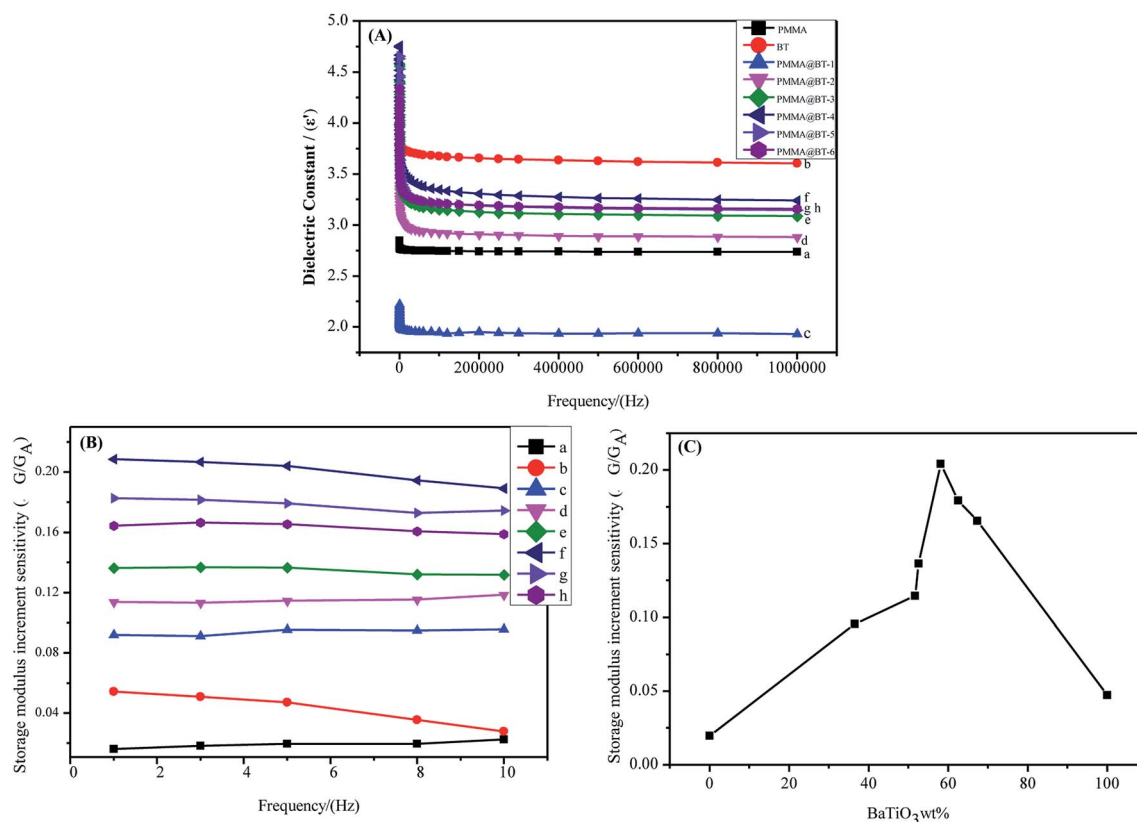 (A)
PMMA
BT
PMMA@BT-1
PMMA@BT-2
PMMA@BT-3
PMMA@BT-4
PMMA@BT-5
PMMA@BT-6
5.0
4.5
4.0
3.5
3.0
2.5
2.0
Dielectric Constant / (ε')
b
f
g h
e
d
a
c
0
200000
400000
600000
800000
1000000
Frequency/(Hz)
(B)
a
b
c
d
e
f
g
h
0.20
0.16
0.12
0.08
0.04
Storage modulus increment sensitivity (. G/GA)
0
2
4
6
8
10
Frequency/(Hz)
(C)
0.20
0.15
0.10
0.05
0.00
Storage modulus increment sensitivity (. G/GA)
0
20
40
60
80
100
BaTiO3wt%